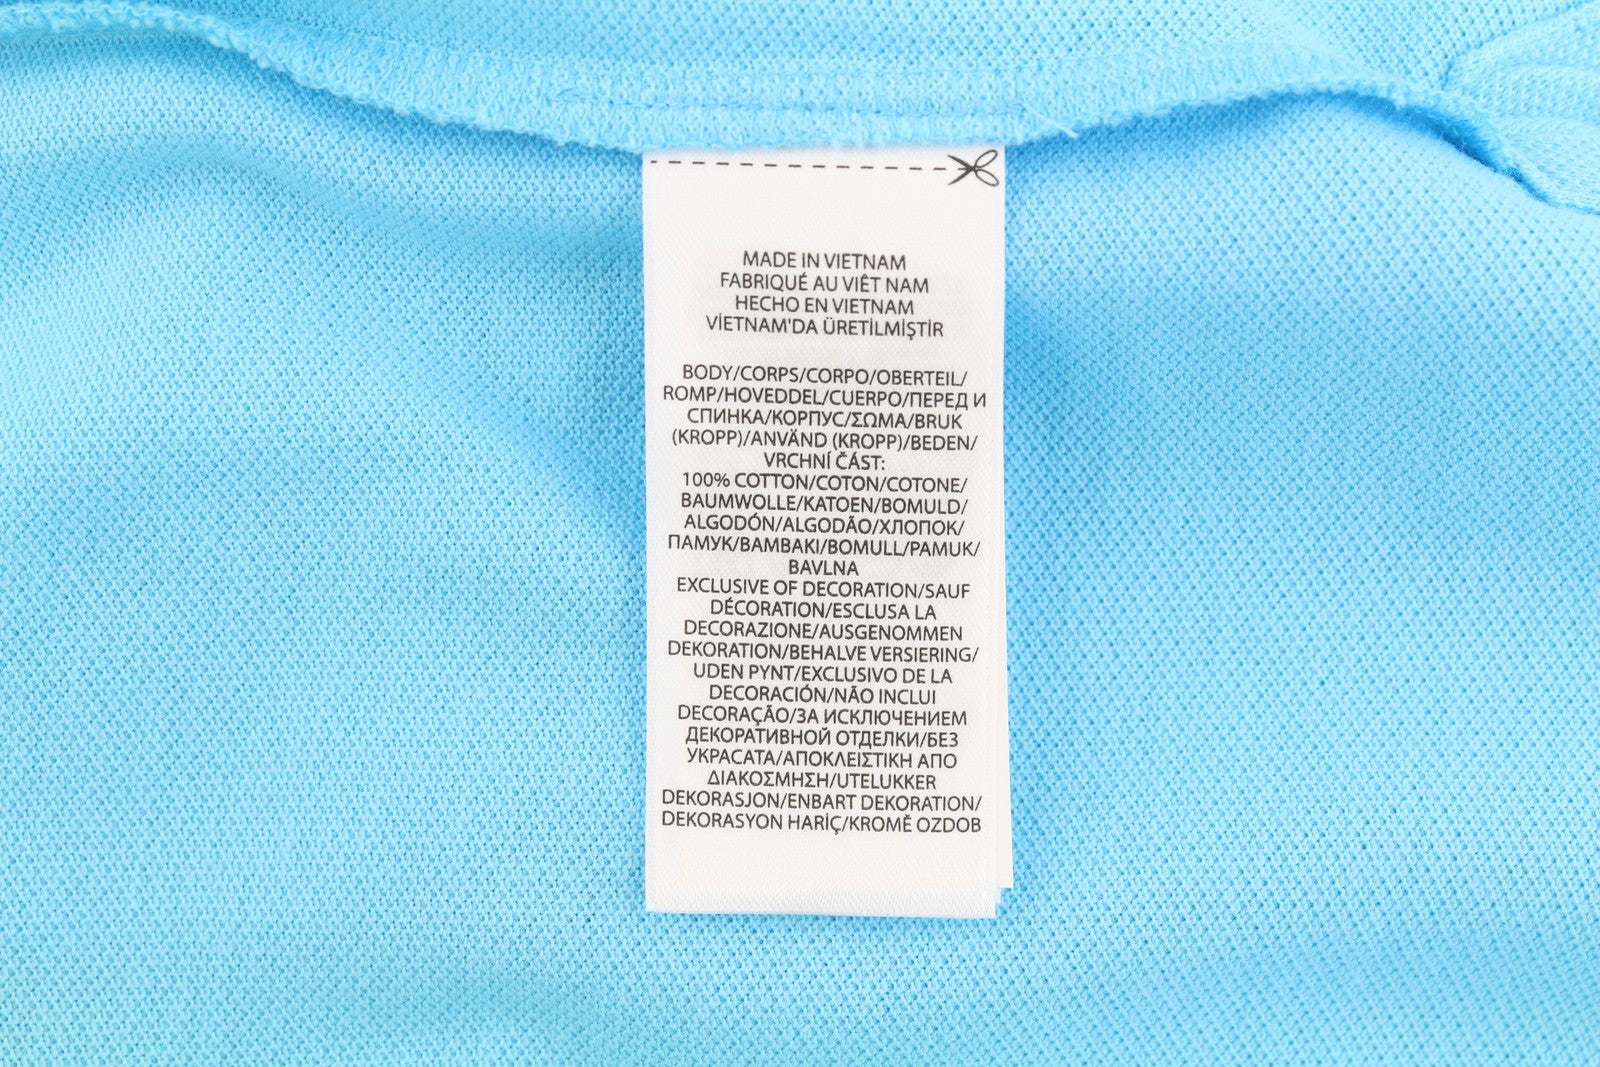 MADE IN VIETNAM
FABRIQUÉ AU VIÊT NAM
HECHO EN VIETNAM
VİETNAM'DA ÜRETİLMİŞTİR
BODY/CORPS/CORPO/OBERTEIL/
ROMP/HOVEDDEL/CUERPO/ПЕРЕД И
СПИНКА/КОРПУС/ΣΩΜΑ/BRUK
(KROPP)/ANVÄND (KROPP)/BEDEN/
VRCHNÍ ČÁST:
100% COTTON/COTON/COTONE/
BAUMWOLLE/KATOEN/BOMULD/
ALGODÓN/ALGODÃO/ХЛОПОК/
ПАМУК/BAMBAKI/BOMULL/PAMUK/
BAVLNA
EXCLUSIVE OF DECORATION/SAUF
DÉCORATION/ESCLUSA LA
DECORAZIONE/AUSGENOMMEN
DEKORATION/BEHALVE VERSIERING/
UDEN PYNT/EXCLUSIVO DE LA
DECORACIÓN/NÃO INCLUI
DECORAÇÃO/ЗА ИСКЛЮЧЕНИЕМ
ДЕКОРАТИВНОЙ ОТДЕЛКИ/БЕЗ
УКРАСАТА/ΑΠΟΚΛΕΙΣΤΙΚΗ ΑΠΟ
ΔΙΑΚΟΣΜΗΣΗ/UTELUKKER
DEKORASJON/ENBART DEKORATION/
DEKORASYON HARİÇ/KROMĚ OZDOB